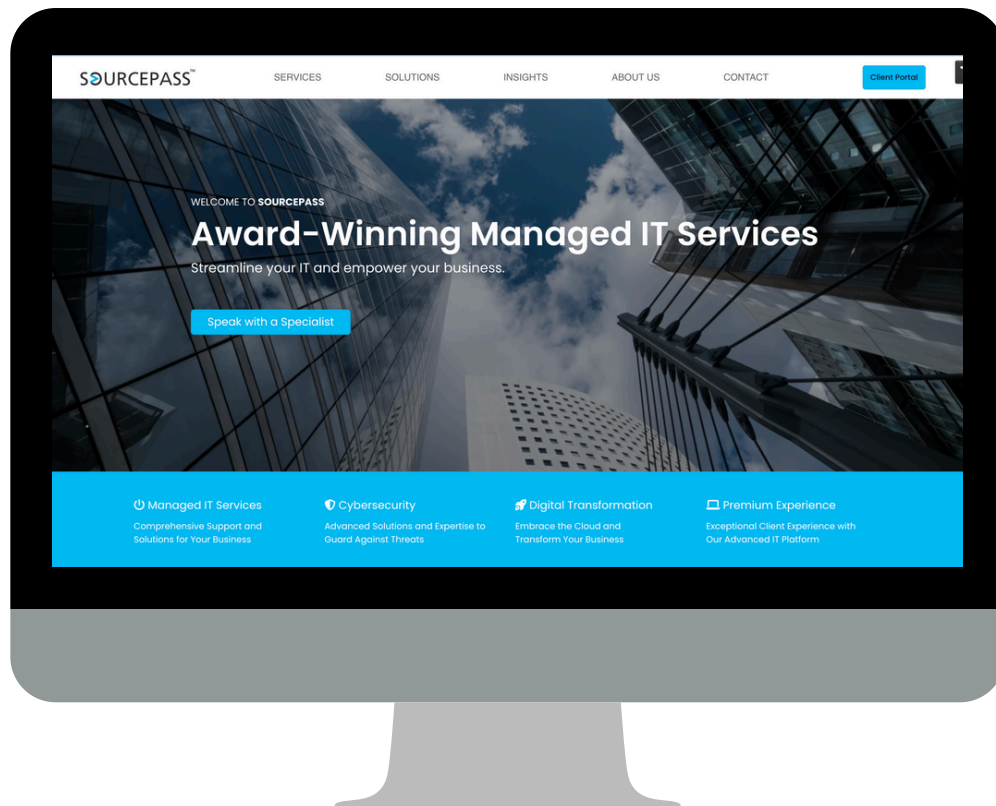 SOURCEPASS™
SERVICES
SOLUTIONS
INSIGHTS
ABOUT US
CONTACT
Client Portal
WELCOME TO SOURCEPASS
Award-Winning Managed IT Services
Streamline your IT and empower your business.
Speak with a Specialist
Managed IT Services
Comprehensive Support and
Solutions for Your Business
Cybersecurity
Advanced Solutions and Expertise to
Guard Against Threats
Digital Transformation
Embrace the Cloud and
Transform Your Business
Premium Experience
Exceptional Client Experience with
Our Advanced IT Platform